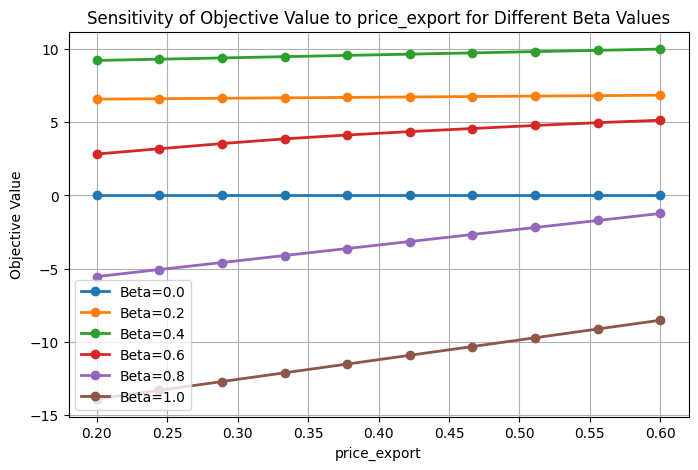 Sensitivity of Objective Value to price_export for Different Beta Values
Objective Value
10
5
0
−5
−10
−15
Beta=0.0
Beta=0.2
Beta=0.4
Beta=0.6
Beta=0.8
Beta=1.0
0.20 0.25 0.30 0.35 0.40 0.45 0.50 0.55 0.60
price_export